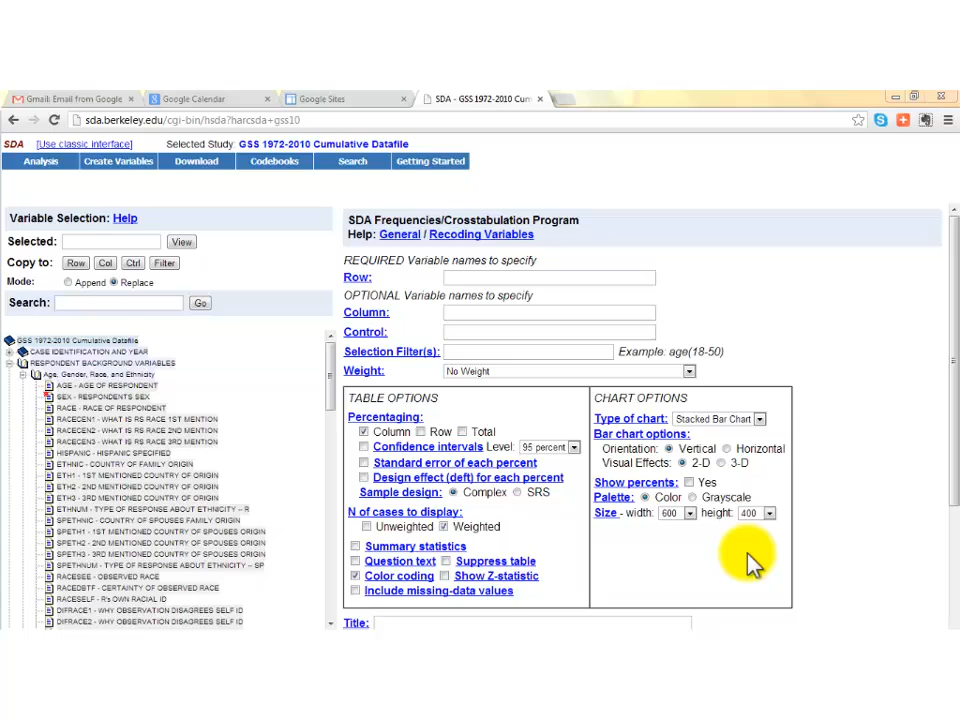 Gmail: Email from Google
Google Calendar
Google Sites
SDA - GSS 1972-2010 Cum
sda.berkeley.edu/cgi-bin/hsda?harcsda+gss10
SDA [Use classic interface] Selected Study: GSS 1972-2010 Cumulative Datafile
Analysis Create Variables Download Codebooks Search Getting Started
Variable Selection: Help
Selected: View
Copy to: Row Col Ctrl Filter
Mode: Append Replace
Search: Go
GSS 1972-2010 Cumulative Datafile
CASE IDENTIFICATION AND YEAR
RESPONDENT BACKGROUND VARIABLES
Age, Gender, Race, and Ethnicity
AGE - AGE OF RESPONDENT
SEX - RESPONDENTS SEX
RACE - RACE OF RESPONDENT
RACECEN1 - WHAT IS RS RACE 1ST MENTION
RACECEN2 - WHAT IS RS RACE 2ND MENTION
RACECEN3 - WHAT IS RS RACE 3RD MENTION
HISPANIC - HISPANIC SPECIFIED
ETHNIC - COUNTRY OF FAMILY ORIGIN
ETH1 - 1ST MENTIONED COUNTRY OF ORIGIN
ETH2 - 2ND MENTIONED COUNTRY OF ORIGIN
ETH3 - 3RD MENTIONED COUNTRY OF ORIGIN
ETHNUM - TYPE OF RESPONSE ABOUT ETHNICITY -- R
SPETHNIC - COUNTRY OF SPOUSES FAMILY ORIGIN
SPETH1 - 1ST MENTIONED COUNTRY OF SPOUSES ORIGIN
SPETH2 - 2ND MENTIONED COUNTRY OF SPOUSES ORIGIN
SPETH3 - 3RD MENTIONED COUNTRY OF SPOUSES ORIGIN
SPETHNUM - TYPE OF RESPONSE ABOUT ETHNICITY -- SP
RACESEE - OBSERVED RACE
RACEDTF - CERTAINTY OF OBSERVED RACE
RACESELF - R's OWN RACIAL ID
DIFRACE1 - WHY OBSERVATION DISAGREES SELF ID
DIFRACE2 - WHY OBSERVATION DISAGREES SELF ID
SDA Frequencies/Crosstabulation Program
Help: General / Recoding Variables
REQUIRED Variable names to specify
Row:
OPTIONAL Variable names to specify
Column:
Control:
Selection Filter(s): Example: age(18-50)
Weight: No Weight
TABLE OPTIONS
Percentaging:
Column Row Total
Confidence intervals Level: 95 percent
Standard error of each percent
Design effect (deft) for each percent
Sample design: Complex SRS
N of cases to display:
Unweighted Weighted
Summary statistics
Question text Suppress table
Color coding Show Z-statistic
Include missing-data values
CHART OPTIONS
Type of chart: Stacked Bar Chart
Bar chart options:
Orientation: Vertical Horizontal
Visual Effects: 2-D 3-D
Show percents: Yes
Palette: Color Grayscale
Size - width: 600 height: 400
Title: